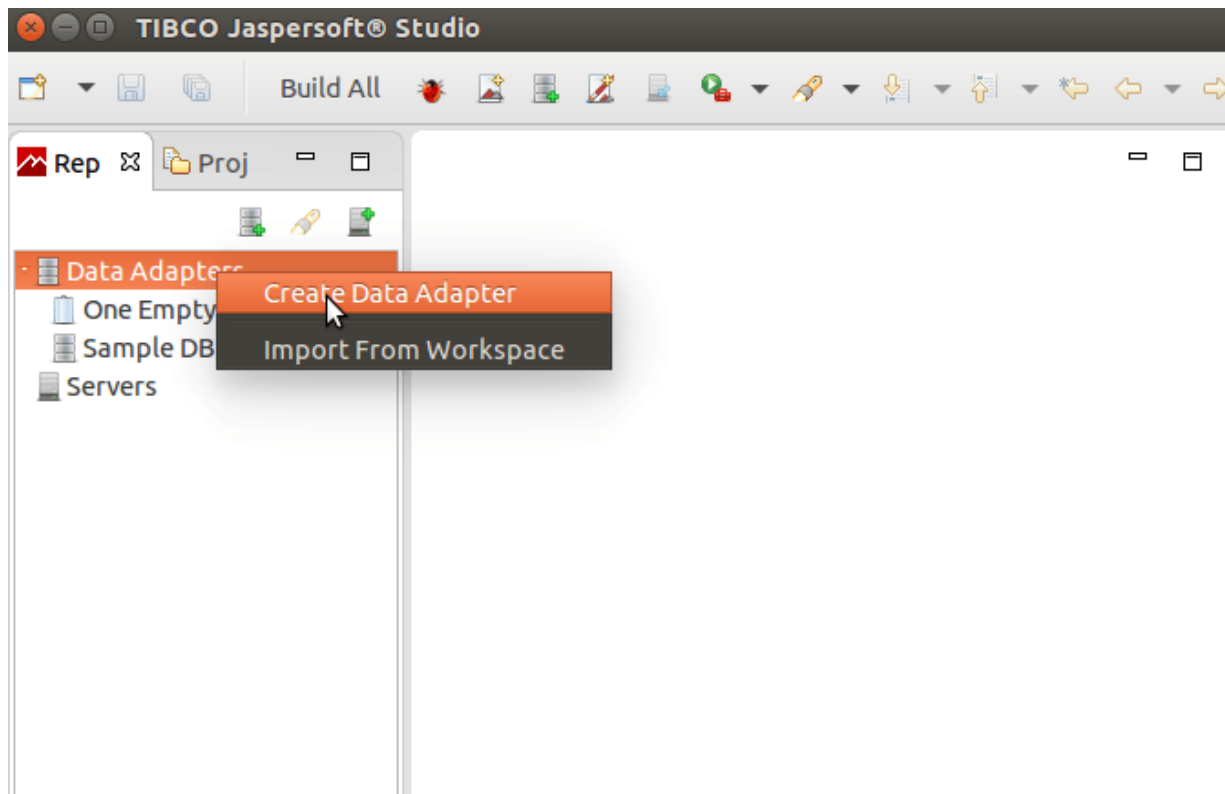 TIBCO Jaspersoft® Studio
Build All
Rep Proj
Data Adapters
Create Data Adapter
One Empty
Sample DB
Import From Workspace
Servers